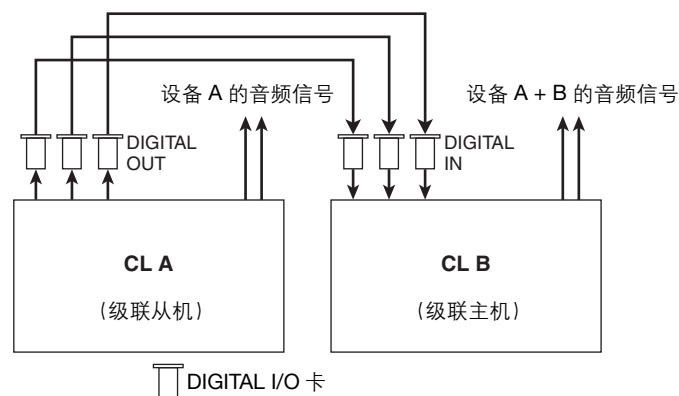 设备 A 的音频信号
设备 A + B 的音频信号
DIGITAL
OUT
DIGITAL
IN
CL A
(级联从机)
CL B
(级联主机)
DIGITAL I/O 卡